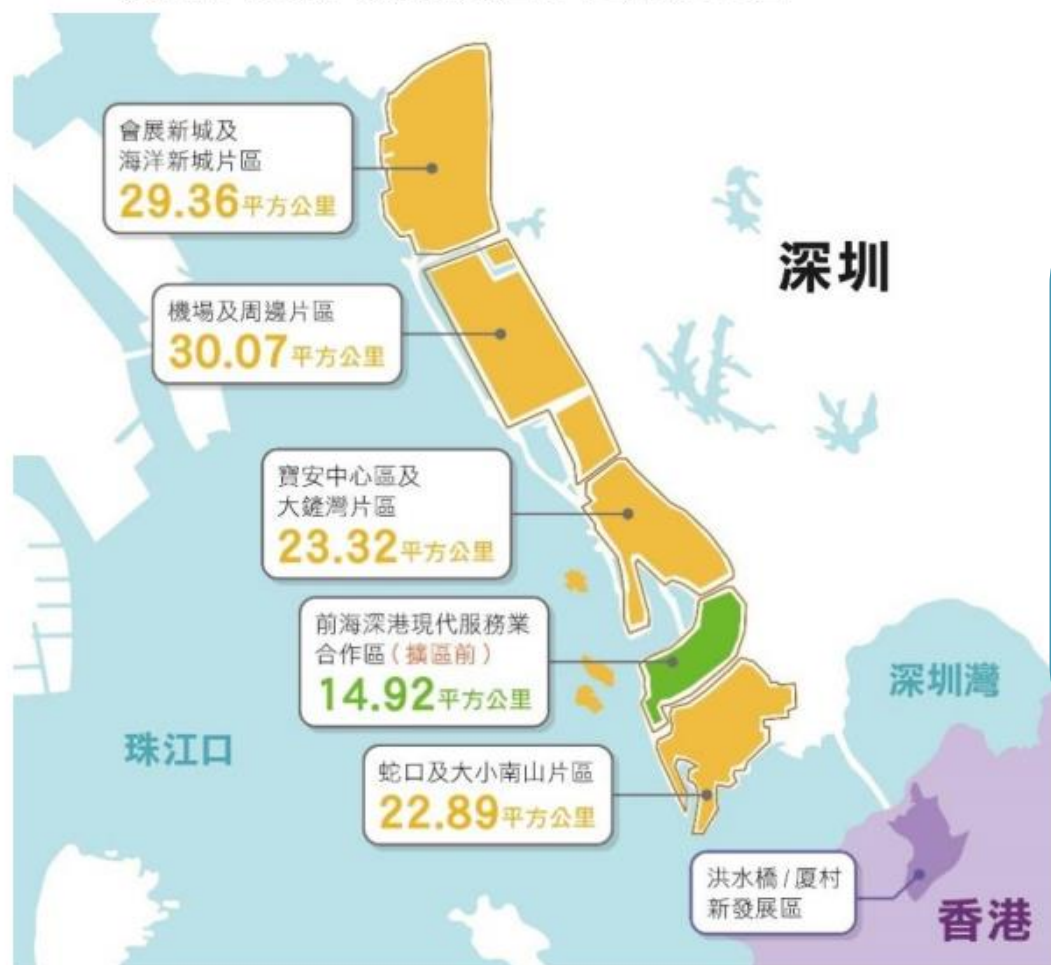 會展新城及
海洋新城片區
29.36平方公里
深圳
機場及周邊片區
30.07平方公里
寶安中心區及
大鏟灣片區
23.32平方公里
前海深港現代服務業
合作區（擴區前）
14.92平方公里
深圳灣
珠江口
蛇口及大小南山片區
22.89平方公里
洪水橋/厦村
新發展區
香港